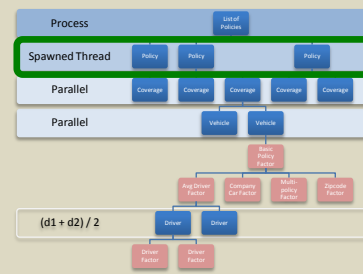 Process
List of
Policies
Spawned Thread
Policy
Policy
Policy
Parallel
Coverage
Coverage
Coverage
Coverage
Coverage
Parallel
Vehicle
Vehicle
Basic
Policy
Factor
Avg Driver
Factor
Company
Car Factor
Multi-
policy
Factor
Zipcode
Factor
(d1 + d2) / 2
Driver
Driver
Driver
Factor
Driver
Factor